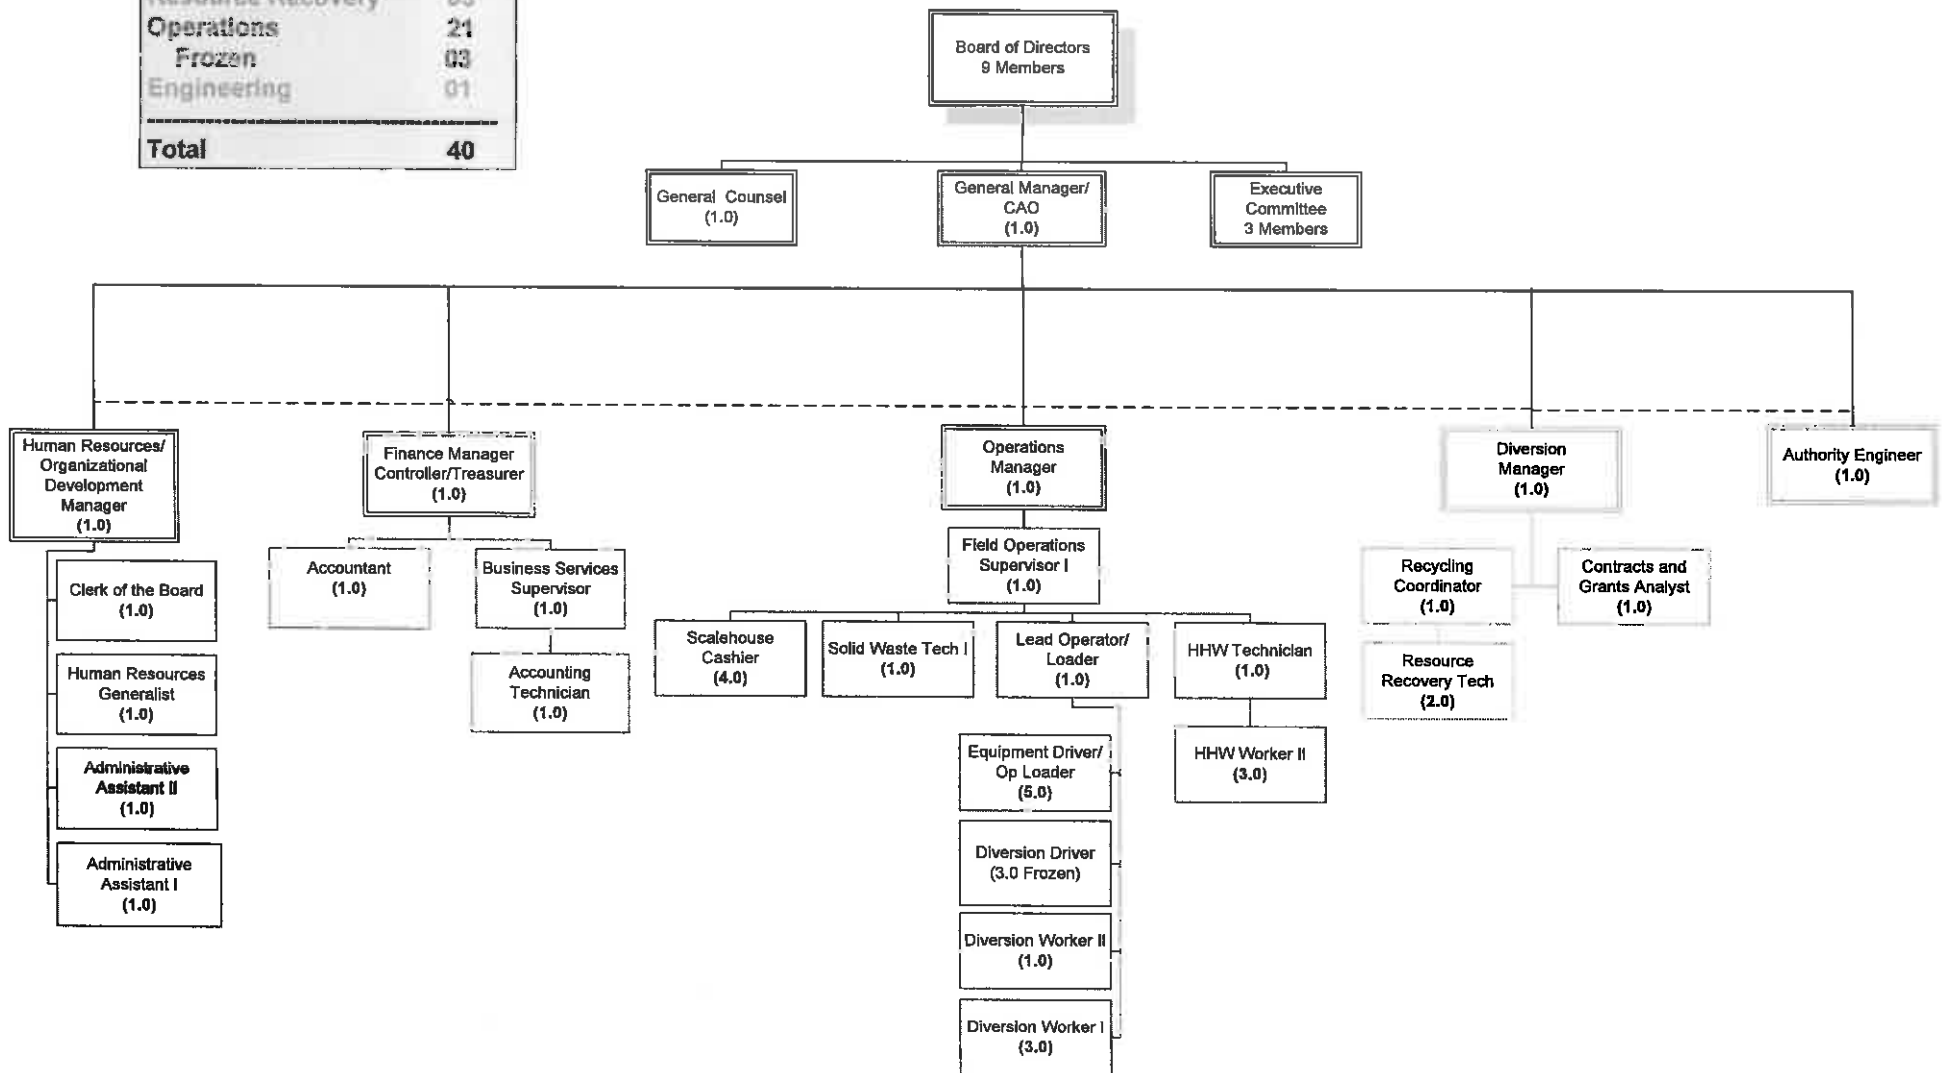 Resource Recovery 05
Operations 21
Frozen 03
Engineering 01
Total 40
Board of Directors
9 Members
General Counsel
(1.0)
General Manager/
CAO
(1.0)
Executive
Committee
3 Members
Human Resources/
Organizational
Development
Manager
(1.0)
Finance Manager
Controller/Treasurer
(1.0)
Operations
Manager
(1.0)
Diversion
Manager
(1.0)
Authority Engineer
(1.0)
Clerk of the Board
(1.0)
Human Resources
Generalist
(1.0)
Administrative
Assistant II
(1.0)
Administrative
Assistant I
(1.0)
Accountant
(1.0)
Business Services
Supervisor
(1.0)
Accounting
Technician
(1.0)
Field Operations
Supervisor I
(1.0)
Scalehouse
Cashier
(4.0)
Solid Waste Tech I
(1.0)
Lead Operator/
Loader
(1.0)
HHW Technician
(1.0)
Equipment Driver/
Op Loader
(5.0)
Diversion Driver
(3.0 Frozen)
Diversion Worker II
(1.0)
Diversion Worker I
(3.0)
HHW Worker II
(3.0)
Recycling
Coordinator
(1.0)
Contracts and
Grants Analyst
(1.0)
Resource
Recovery Tech
(2.0)